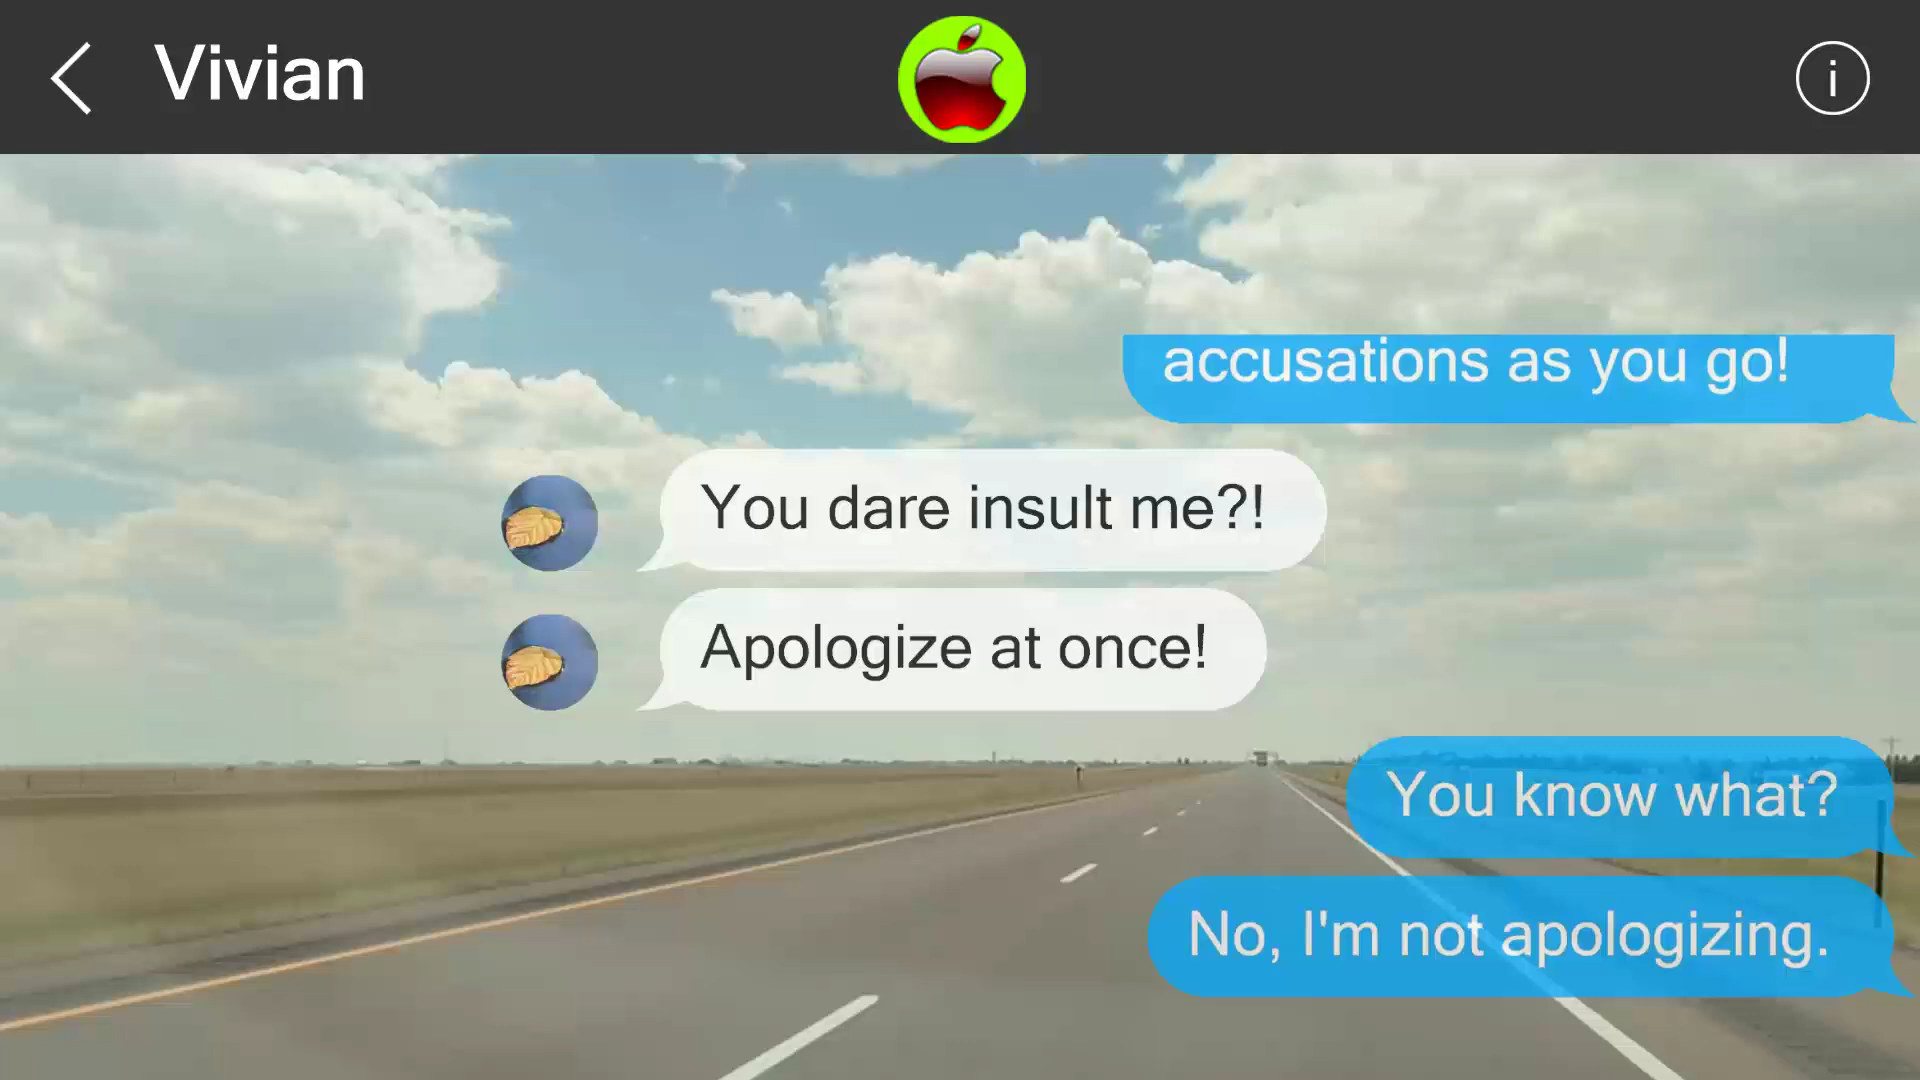 Vivian
i
accusations as you go!
You dare insult me?!
Apologize at once!
You know what?
No, I'm not apologizing.